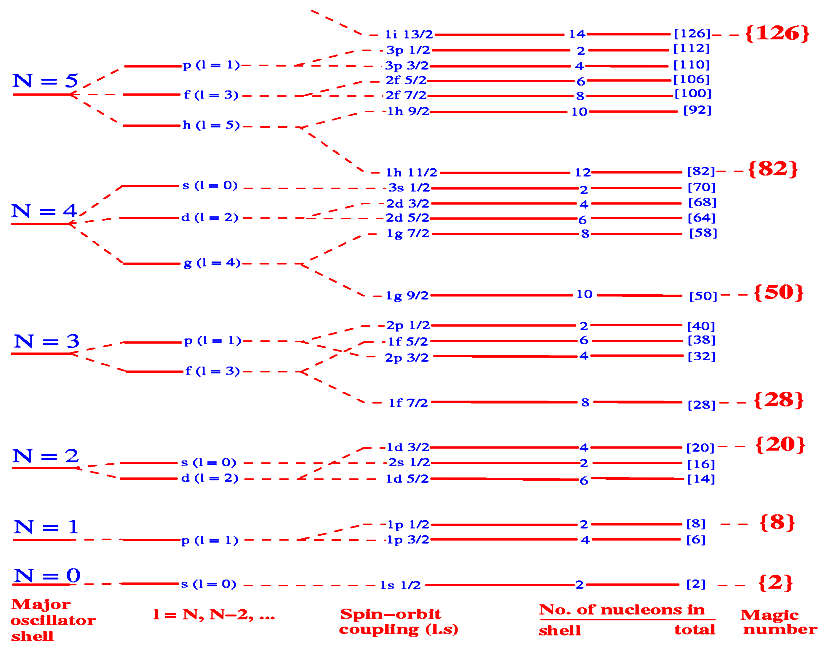 1i 13/2 14 [126] {126}
3p 1/2 2 [112]
p (l = 1) 3p 3/2 4 [110]
N = 5 2f 5/2 6 [106]
f (l = 3) 2f 7/2 8 [100]
1h 9/2 10 [92]
h (l = 5)
1h 11/2 12 [82] {82}
s (l = 0) 3s 1/2 2 [70]
2d 3/2 4 [68]
N = 4 d (l = 2) 2d 5/2 6 [64]
1g 7/2 8 [58]
g (l = 4)
1g 9/2 10 [50] {50}
2p 1/2 2 [40]
N = 3 p (l = 1) 1f 5/2 6 [38]
2p 3/2 4 [32]
f (l = 3)
1f 7/2 8 [28] {28}
1d 3/2 4 [20] {20}
N = 2 s (l = 0) 2s 1/2 2 [16]
d (l = 2) 1d 5/2 6 [14]
N = 1 1p 1/2 2 [8] {8}
p (l = 1) 1p 3/2 4 [6]
N = 0 s (l = 0) 1s 1/2 2 [2] {2}
Major
oscillator
shell
l = N, N−2, ...
Spin−orbit
coupling (l.s)
No. of nucleons in
shell total
Magic
number